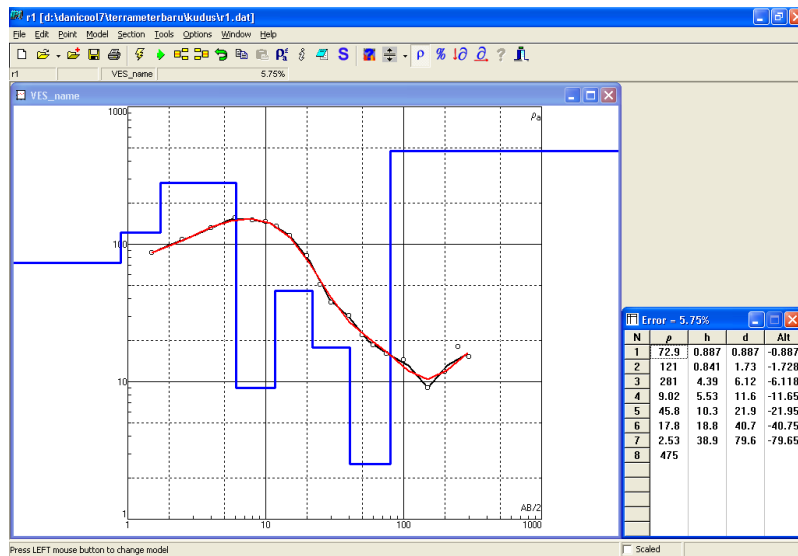 r1 [d:\danicool7\terrameterbaru\kudus\r1.dat]
File Edit Point Model Section Tools Options Window Help
r1 VES_name 5.75%
VES_name
1000
ρa
100
10
1
AB/2
1 10 100 1000
Error = 5.75%
N ρ h d Alt
1 72.9 0.887 0.887 -0.887
2 121 0.841 1.73 -1.728
3 281 4.39 6.12 -6.118
4 9.02 5.53 11.6 -11.65
5 45.8 10.3 21.9 -21.95
6 17.8 18.8 40.7 -40.75
7 2.53 38.9 79.6 -79.65
8 475
Press LEFT mouse button to change model
Scaled